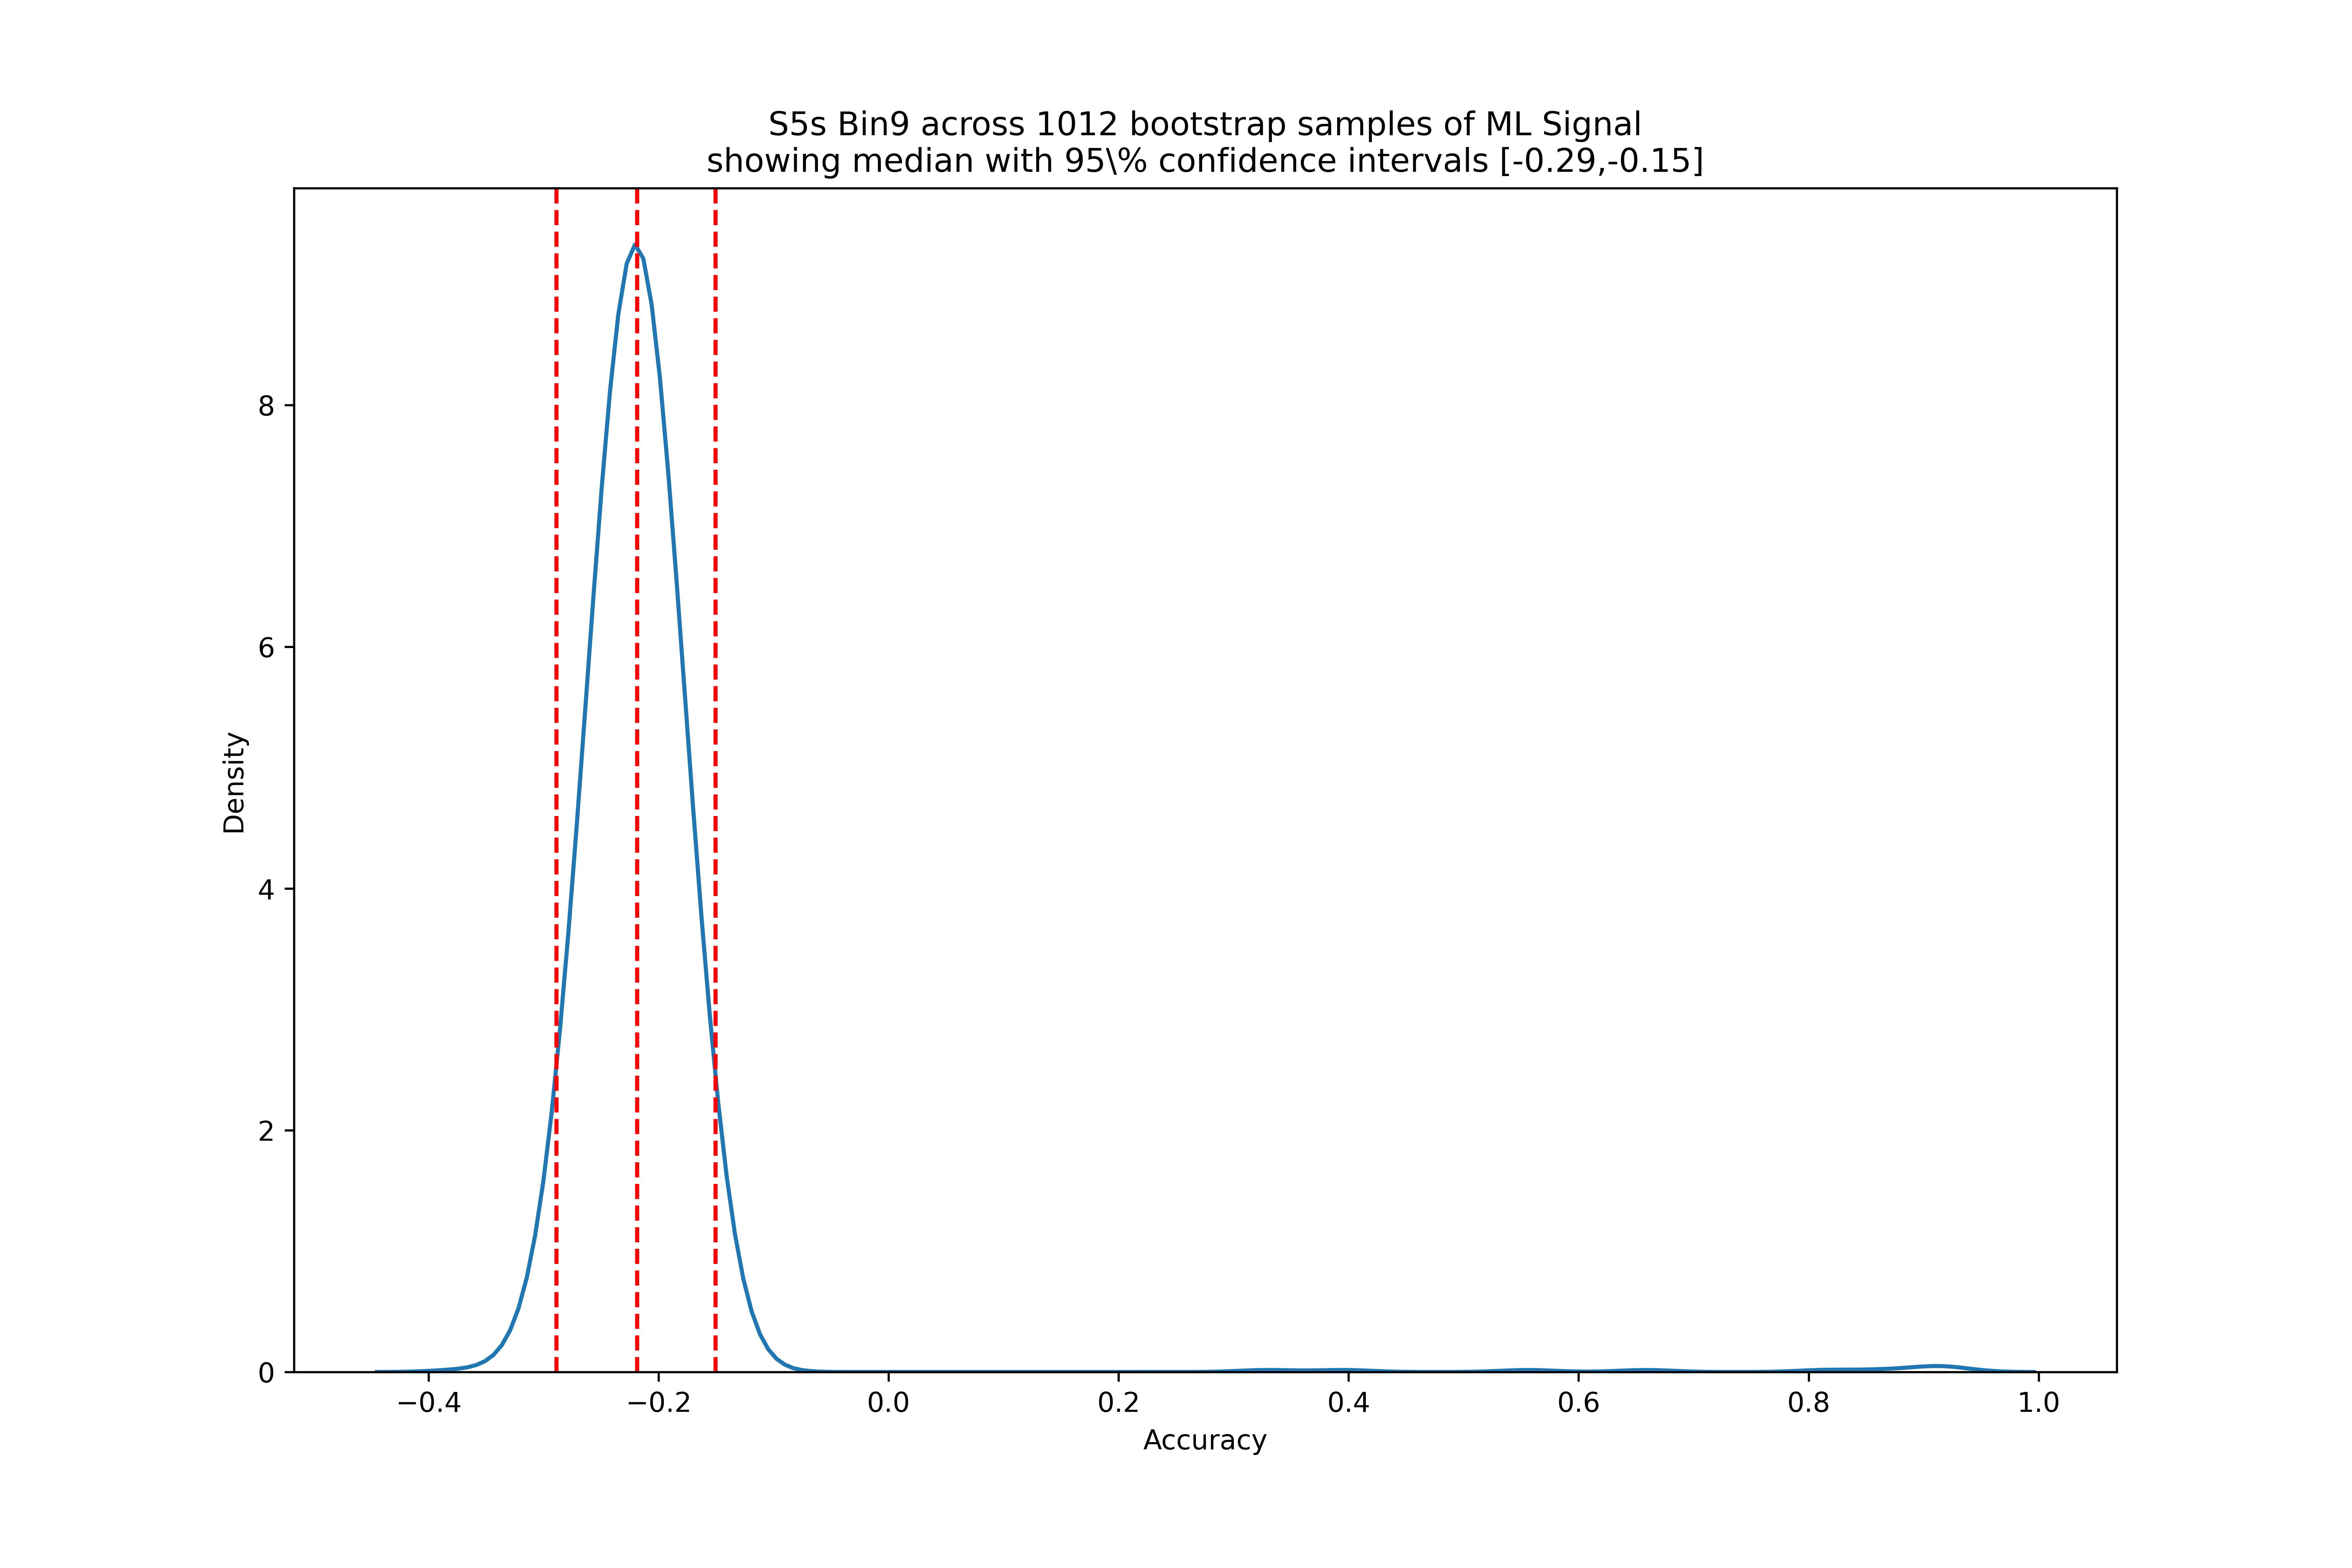 S5s Bin9 across 1012 bootstrap samples of ML Signal
showing median with 95\% confidence intervals [-0.29,-0.15]
Density
8
6
4
2
0
−0.4 −0.2 0.0 0.2 0.4 0.6 0.8 1.0
Accuracy